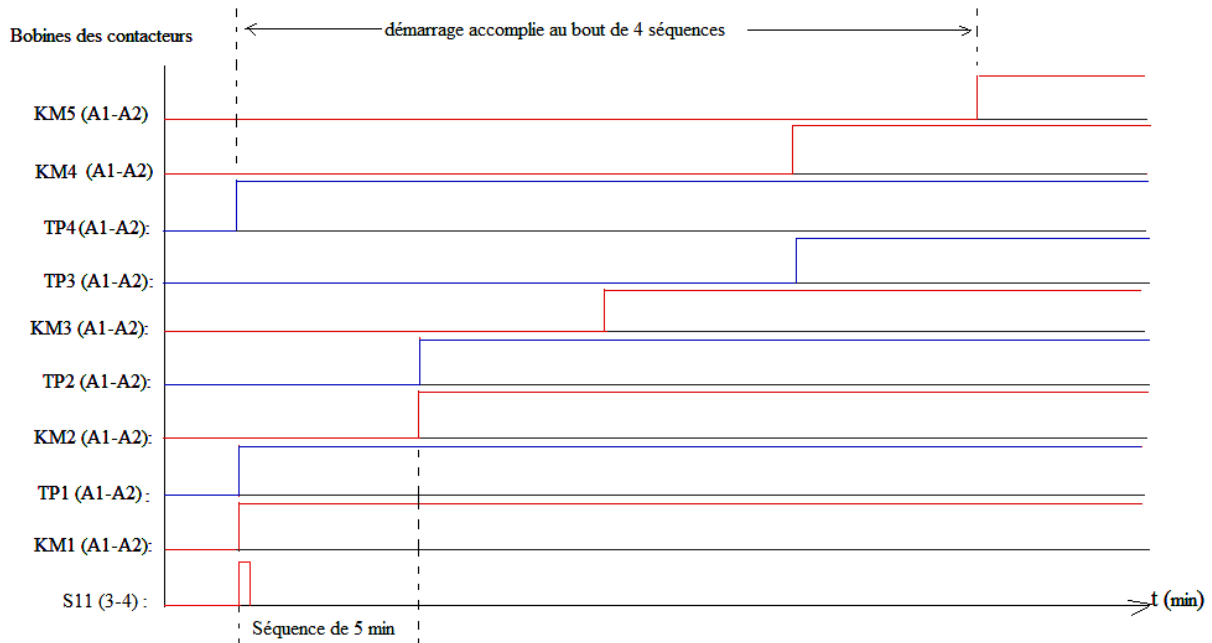 Bobines des contacteurs
démarrage accomplie au bout de 4 séquences
KM5 (A1-A2)
KM4 (A1-A2)
TP4 (A1-A2):
TP3 (A1-A2):
KM3 (A1-A2):
TP2 (A1-A2):
KM2 (A1-A2):
TP1 (A1-A2) :
KM1 (A1-A2):
S11 (3-4) :
t (min)
Séquence de 5 min